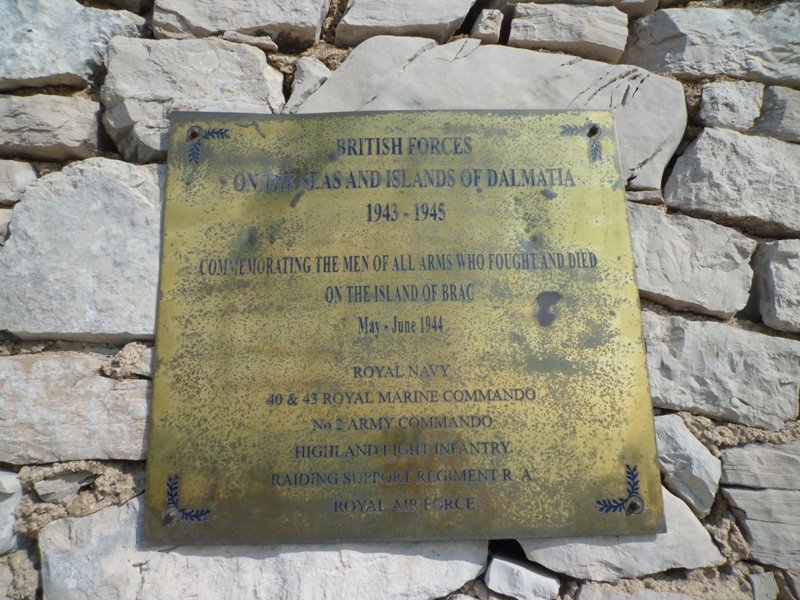 BRITISH FORCES
ON THE SEAS AND ISLANDS OF DALMATIA
1943 - 1945
COMMEMORATING THE MEN OF ALL ARMS WHO FOUGHT AND DIED
ON THE ISLAND OF BRAC
May - June 1944
ROYAL NAVY
40 & 43 ROYAL MARINE COMMANDO
No 2 ARMY COMMANDO
HIGHLAND LIGHT INFANTRY
RAIDING SUPPORT REGIMENT R A
ROYAL AIR FORCE